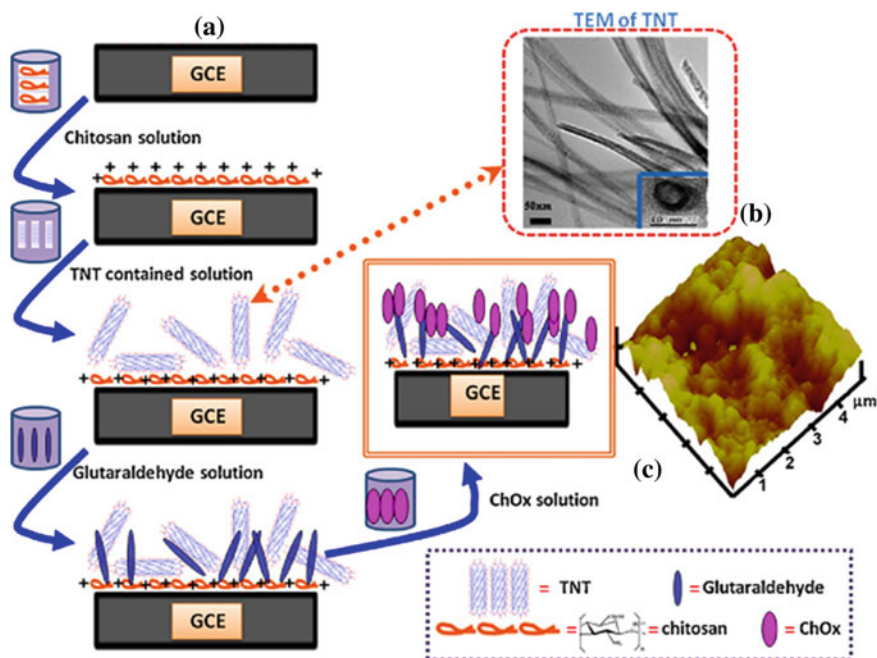 (a)
TEM of TNT
GCE
Chitosan solution
50nm
+ + + + + + + + + +
GCE
(b)
TNT contained solution
+ + + + + + + + +
GCE
+ + + + + + + + +
GCE
μm
4
3
2
1
(c)
Glutaraldehyde solution
ChOx solution
+ + + + + + + + +
GCE
= TNT
= Glutaraldehyde
= = chitosan
= ChOx